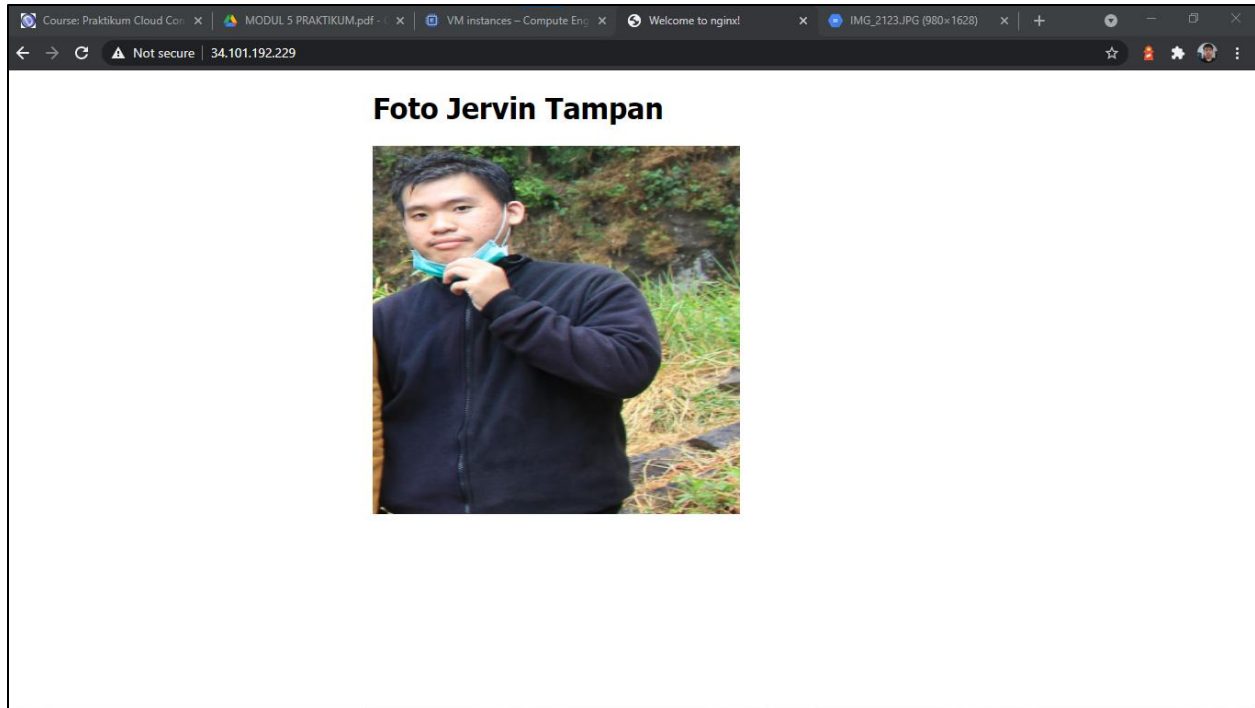 Course: Praktikum Cloud Con
MODUL 5 PRAKTIKUM.pdf -
VM instances – Compute Eng
Welcome to nginx!
IMG_2123.JPG (980×1628)
Not secure
34.101.192.229
Foto Jervin Tampan